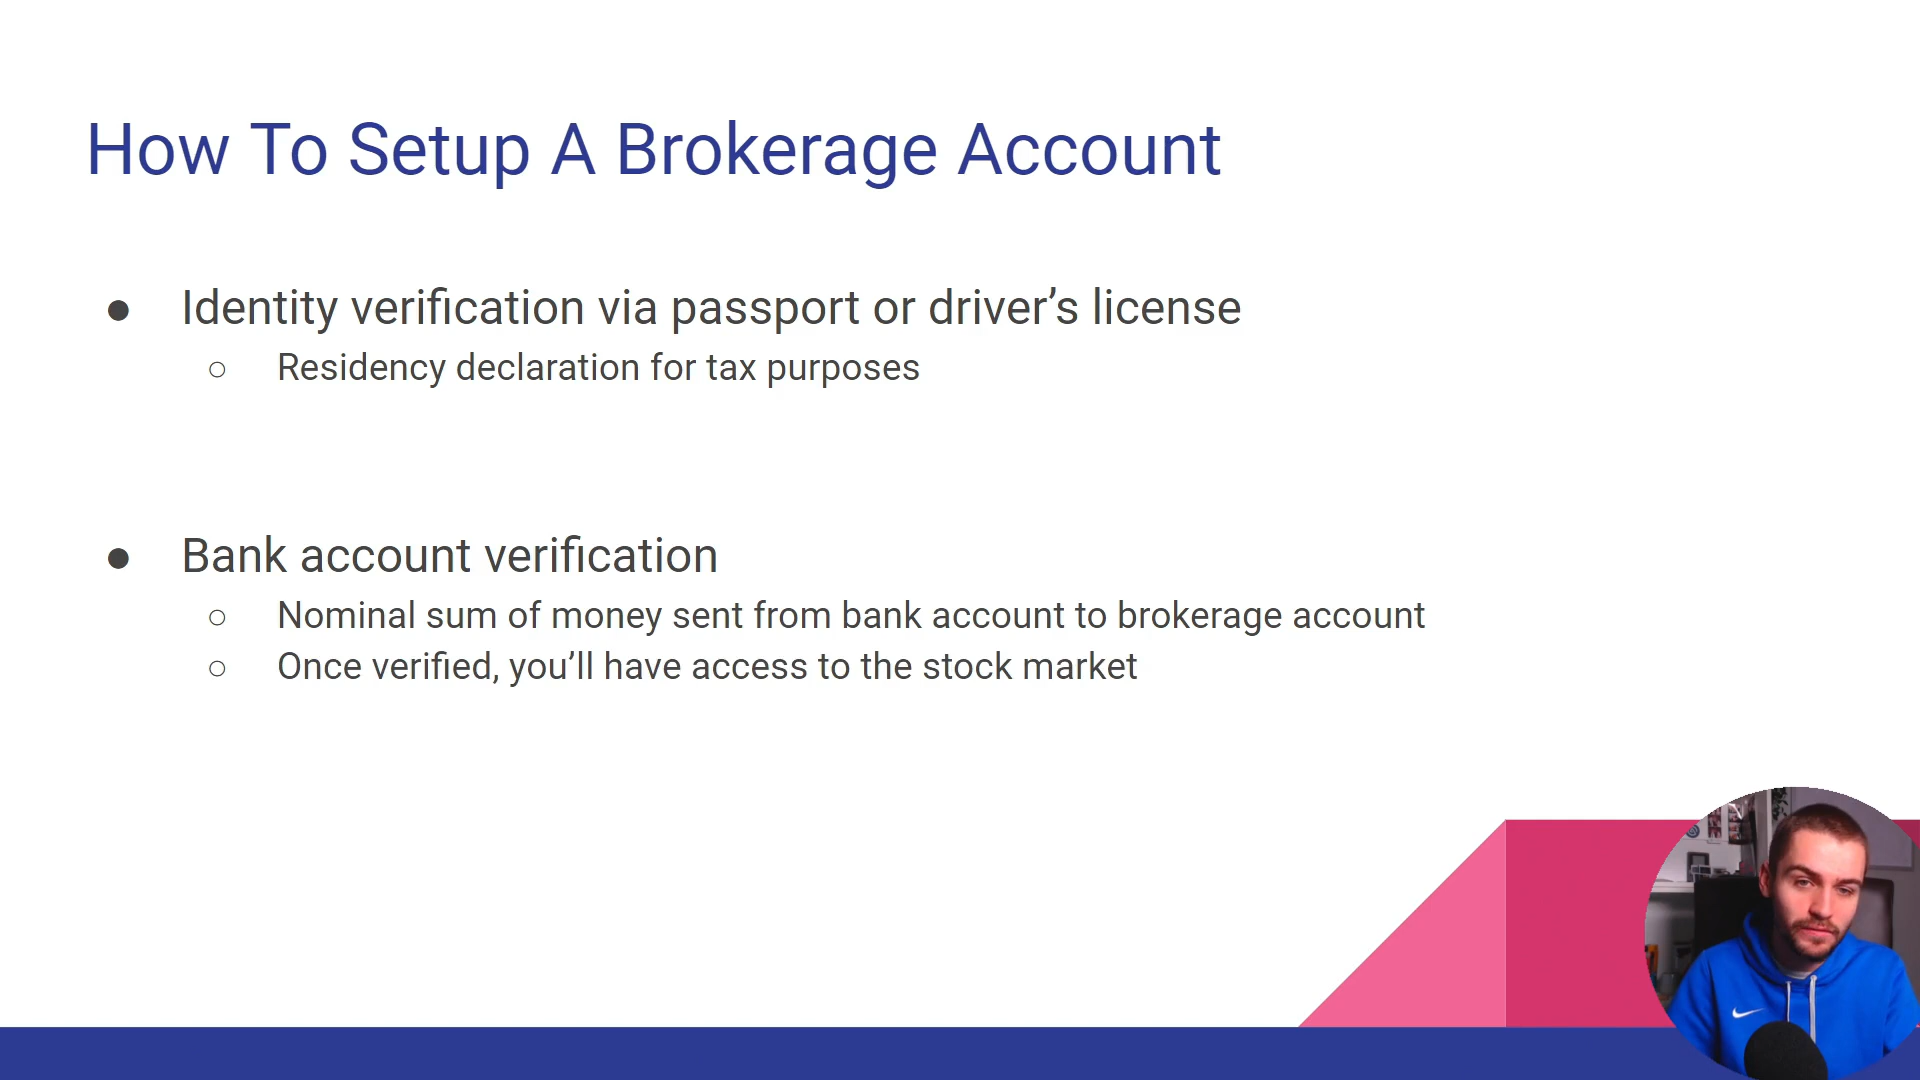 How To Setup A Brokerage Account
● Identity verification via passport or driver’s license
○ Residency declaration for tax purposes
● Bank account verification
○ Nominal sum of money sent from bank account to brokerage account
○ Once verified, you’ll have access to the stock market